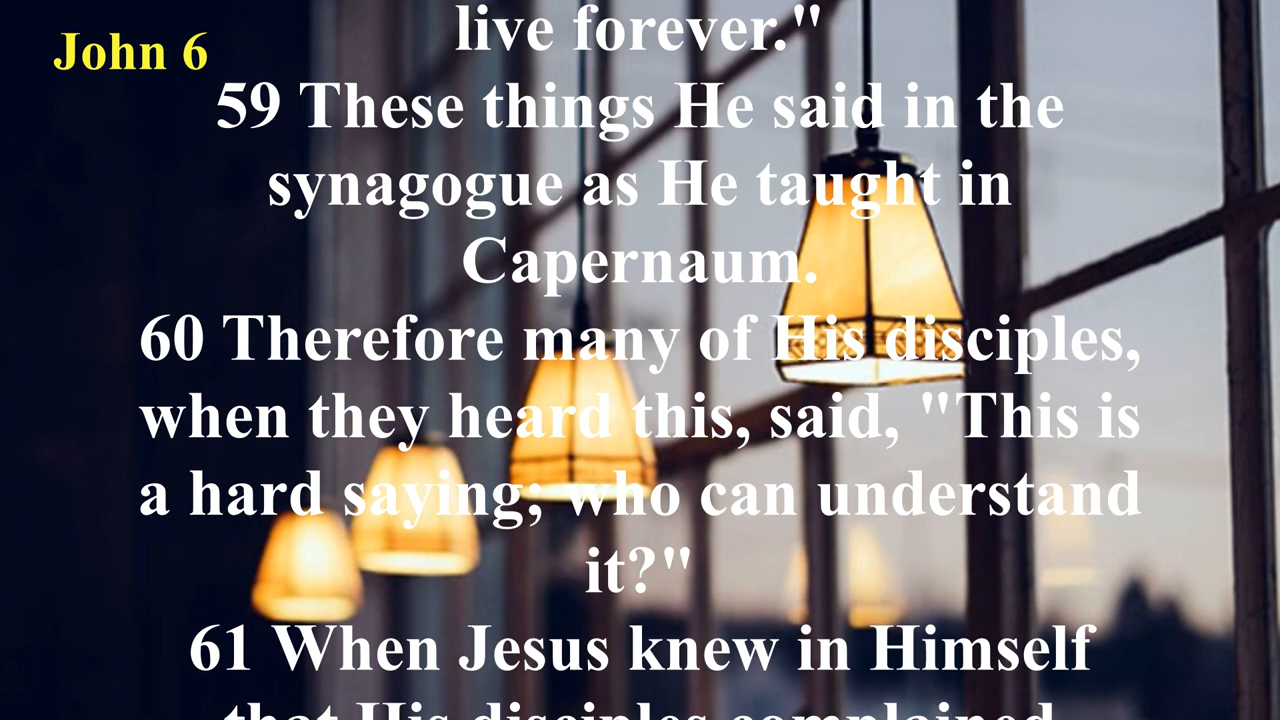 live forever."
John 6
59 These things He said in the
synagogue as He taught in
Capernaum.
60 Therefore many of His disciples,
when they heard this, said, "This is
a hard saying; who can understand
it?"
61 When Jesus knew in Himself
that His disciples complained